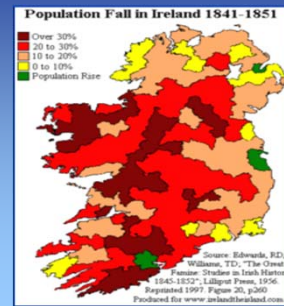 Population Fall in Ireland 1841-1851
Over 30%
20 to 30%
10 to 20%
0 to 10%
Population Rise
Source: Edwards, RD,
Williams, TD; "The Great
Famine: Studies in Irish Histor
1845-1852"; Lilliput Press, 1956.
Reprinted 1997. Figure 20, p260
Produced for www.irelandtheisland.com